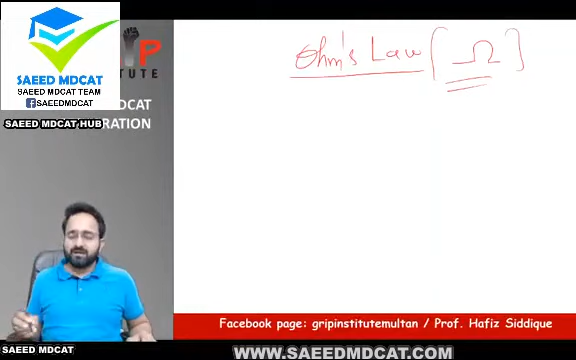 Ohm's Law [ Ω ]
IP
SAEED MDCAT
SAEED MDCAT TEAM
SAEEDMDCAT
SAEED MDCAT HUB
Facebook page: gripinstitutemultan / Prof. Hafiz Siddique
SAEED MDCAT
WWW.SAEEDMDCAT.COM